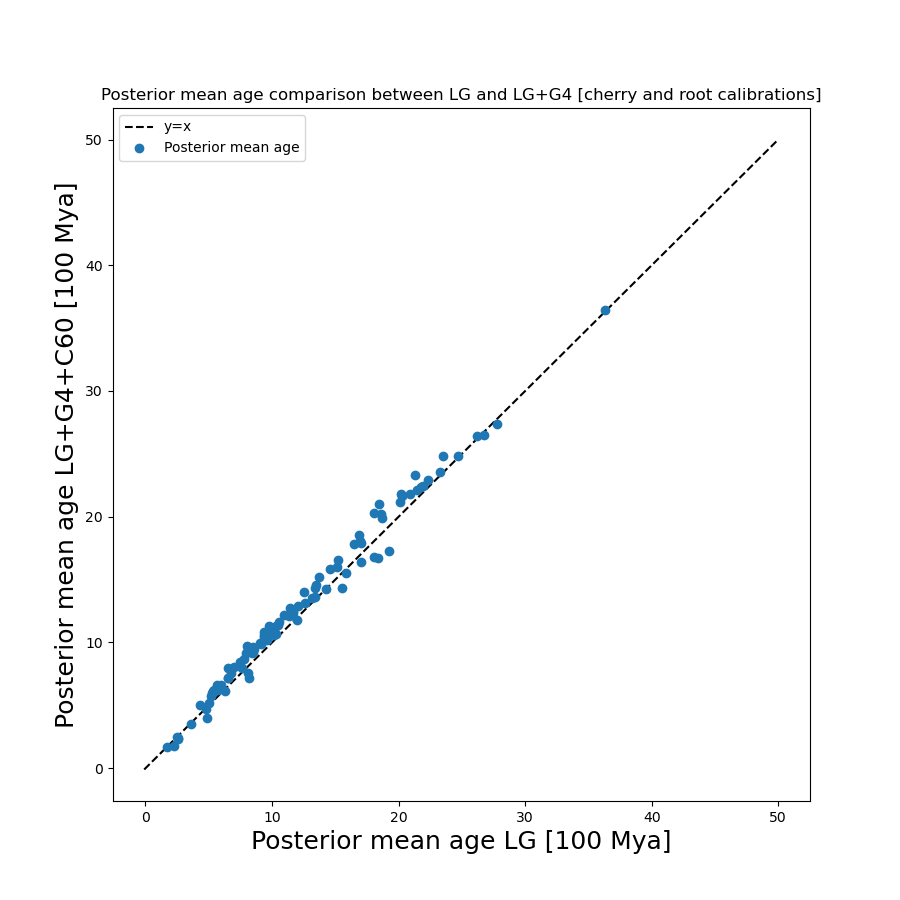 Posterior mean age comparison between LG and LG+G4 [cherry and root calibrations]
y=x
Posterior mean age
50
40
30
20
10
0
Posterior mean age LG+G4+C60 [100 Mya]
0 10 20 30 40 50
Posterior mean age LG [100 Mya]